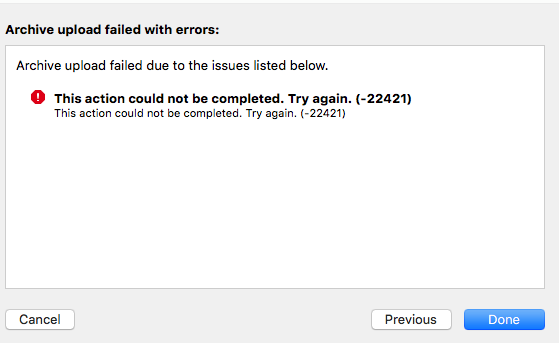 Archive upload failed with errors:
Archive upload failed due to the issues listed below.
This action could not be completed. Try again. (-22421)
This action could not be completed. Try again. (-22421)
Cancel
Previous
Done